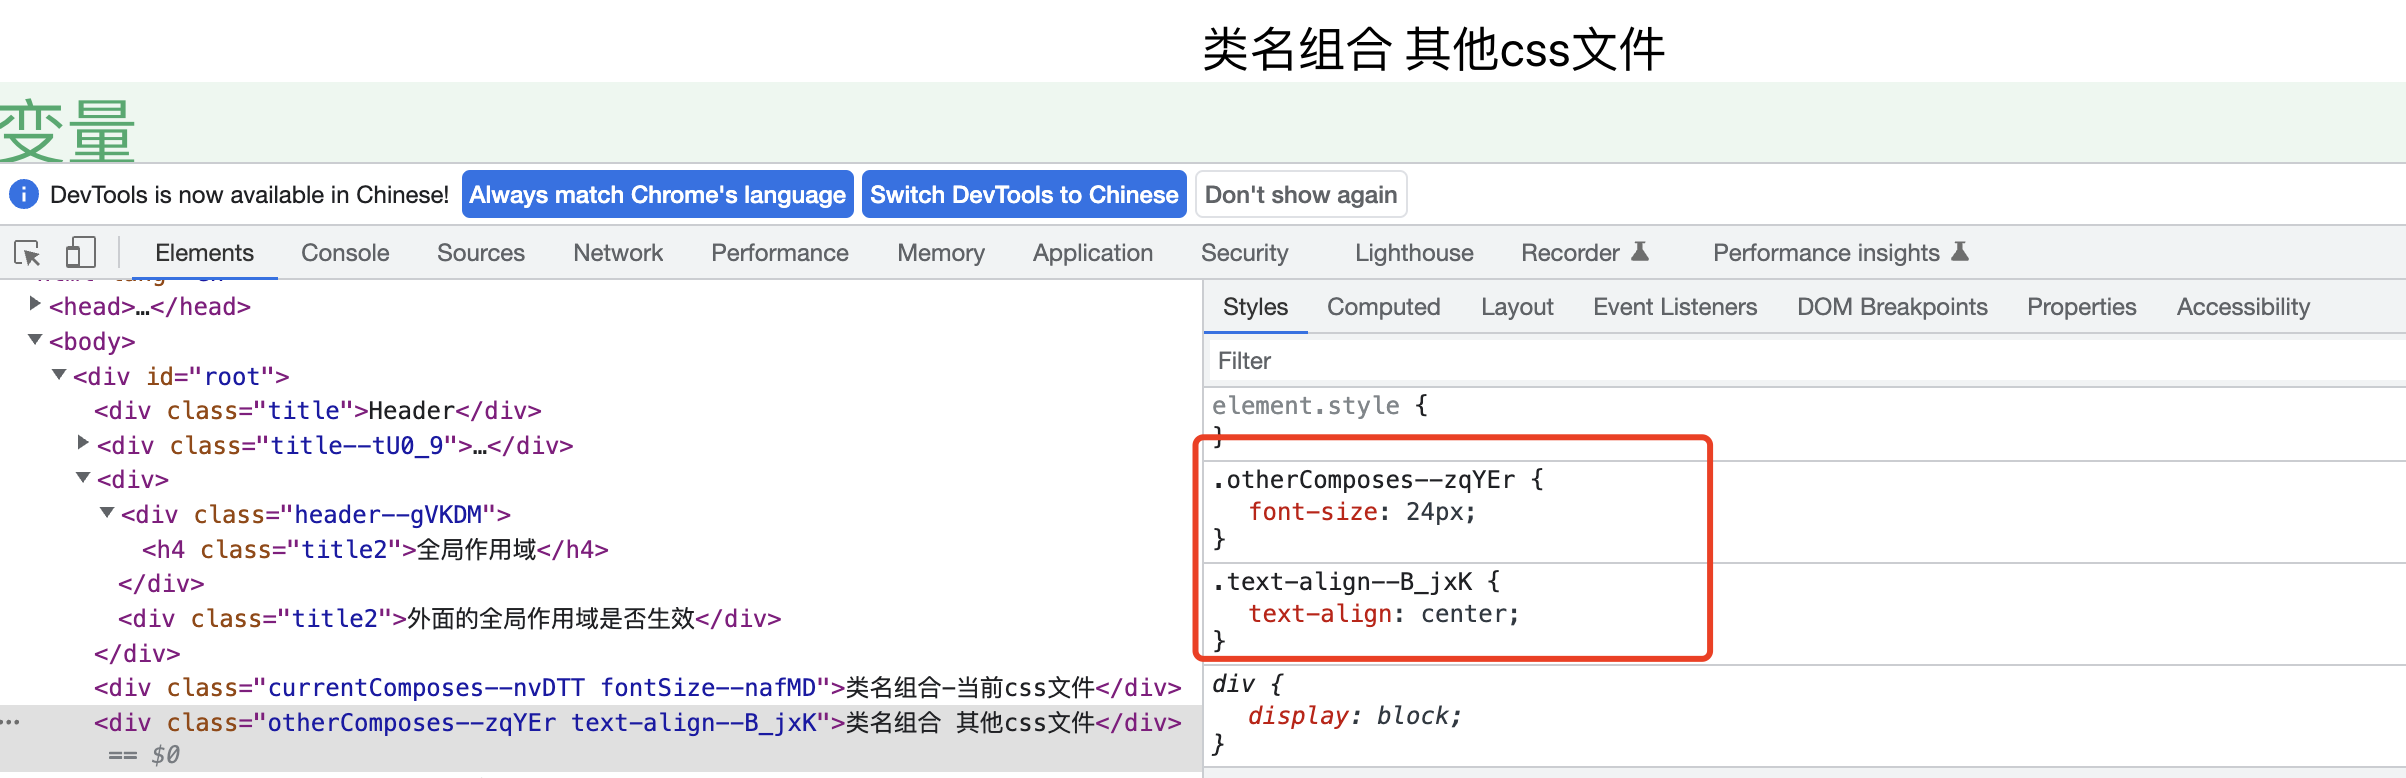 类名组合 其他css文件
变量
DevTools is now available in Chinese! Always match Chrome's language Switch DevTools to Chinese Don't show again
Elements Console Sources Network Performance Memory Application Security Lighthouse Recorder Performance insights
<head>…</head>
<body>
<div id="root">
<div class="title">Header</div>
<div class="title--tU0_9">…</div>
<div>
<div class="header--gVKDM">
<h4 class="title2">全局作用域</h4>
</div>
<div class="title2">外面的全局作用域是否生效</div>
</div>
<div class="currentComposes--nvDTT fontSize--nafMD">类名组合-当前css文件</div>
<div class="otherComposes--zqYEr text-align--B_jxK">类名组合 其他css文件</div>
== $0
Styles Computed Layout Event Listeners DOM Breakpoints Properties Accessibility
Filter
element.style {
}
.otherComposes--zqYEr {
font-size: 24px;
}
.text-align--B_jxK {
text-align: center;
}
div {
display: block;
}